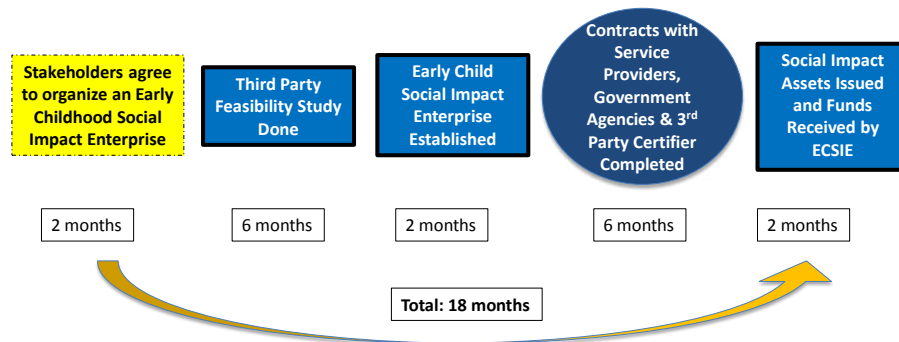 Stakeholders agree
to organize an Early
Childhood Social
Impact Enterprise
Third Party
Feasibility Study
Done
Early Child
Social Impact
Enterprise
Established
Contracts with
Service
Providers,
Government
Agencies & 3rd
Party Certifier
Completed
Social Impact
Assets Issued
and Funds
Received by
ECSIE
2 months
6 months
2 months
6 months
2 months
Total: 18 months